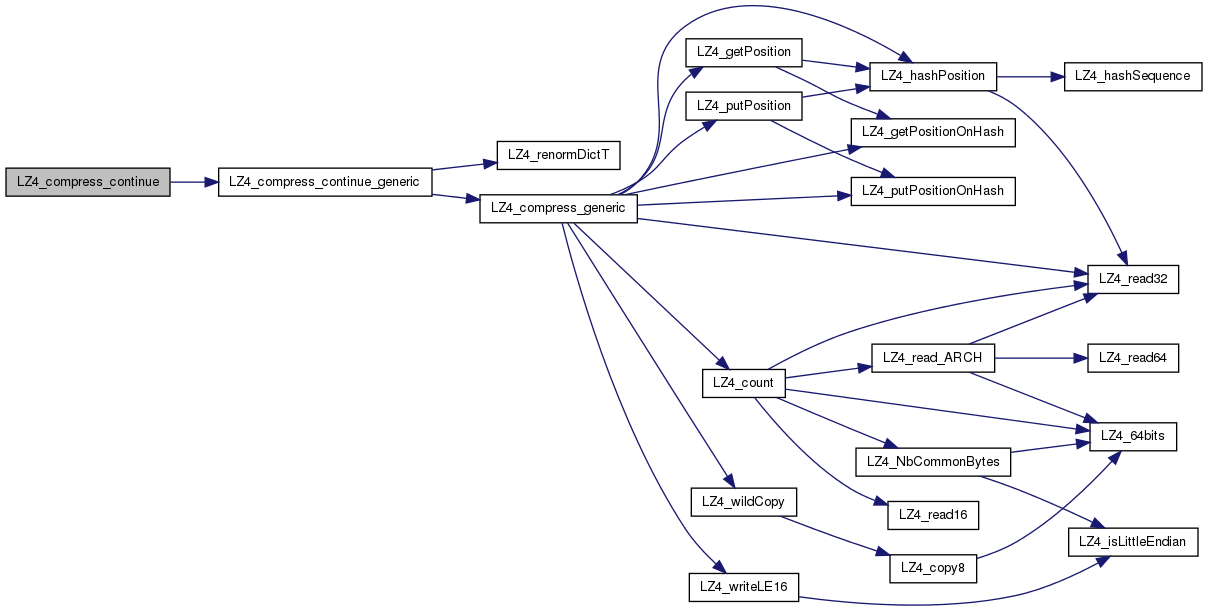 LZ4_compress_continue
LZ4_compress_continue_generic
LZ4_renormDictT
LZ4_compress_generic
LZ4_getPosition
LZ4_putPosition
LZ4_hashPosition
LZ4_hashSequence
LZ4_getPositionOnHash
LZ4_putPositionOnHash
LZ4_read32
LZ4_count
LZ4_read_ARCH
LZ4_read64
LZ4_64bits
LZ4_NbCommonBytes
LZ4_wildCopy
LZ4_read16
LZ4_isLittleEndian
LZ4_copy8
LZ4_writeLE16